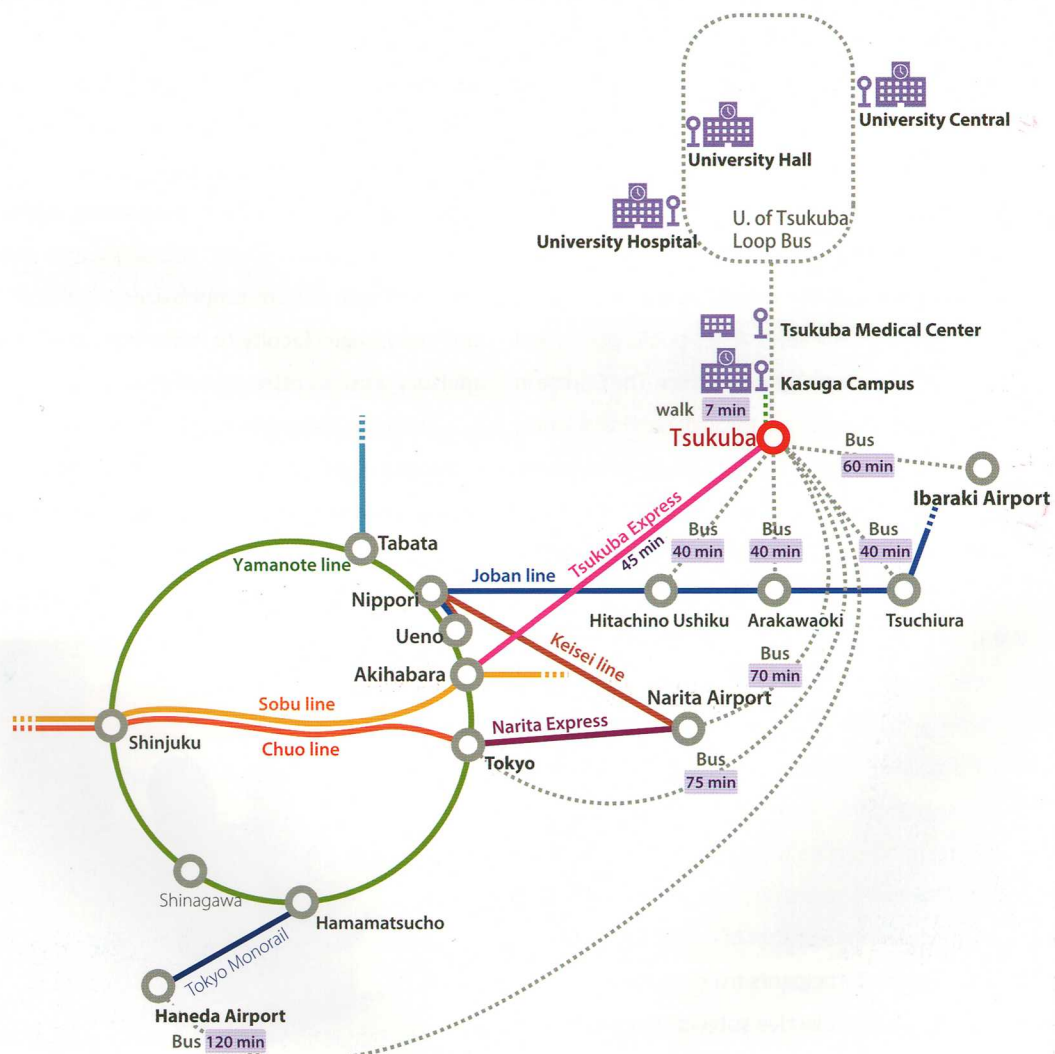 University Central
University Hall
University Hospital
U. of Tsukuba
Loop Bus
Tsukuba Medical Center
Kasuga Campus
walk 7 min
Tsukuba
Bus
60 min
Ibaraki Airport
Tsukuba Express
45 min
Bus
40 min
Bus
40 min
Bus
40 min
Tabata
Yamanote line
Nippori
Joban line
Hitachino Ushiku
Arakawaoki
Tsuchiura
Ueno
Keisei line
Akihabara
Bus
70 min
Narita Airport
Sobu line
Narita Express
Shinjuku
Chuo line
Tokyo
Bus
75 min
Shinagawa
Hamamatsucho
Tokyo Monorail
Haneda Airport
Bus 120 min